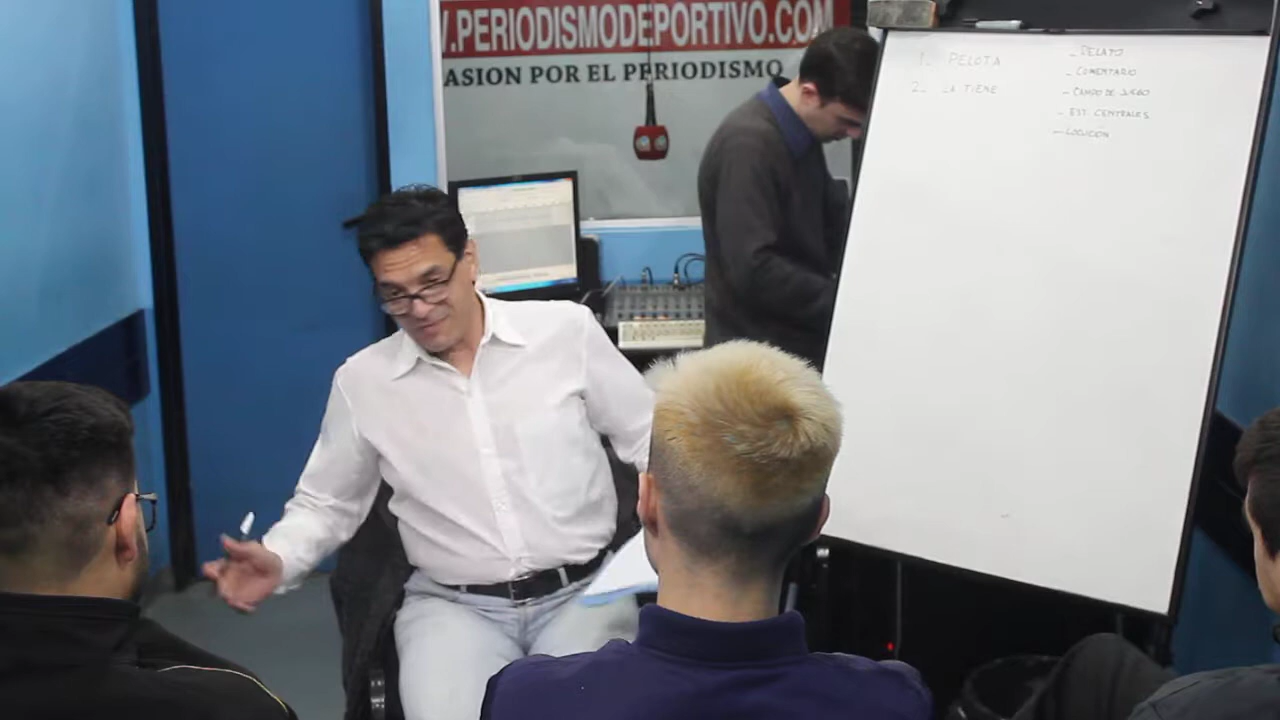 .PERIODISMODEPORTIVO.COM
ASION POR EL PERIODISMO
1. PELOTA
2- LA TIENE
- RELATO
- COMENTARIO
- CAMPO DE JUEGO
- EST. CENTRALES
- LOCUCION